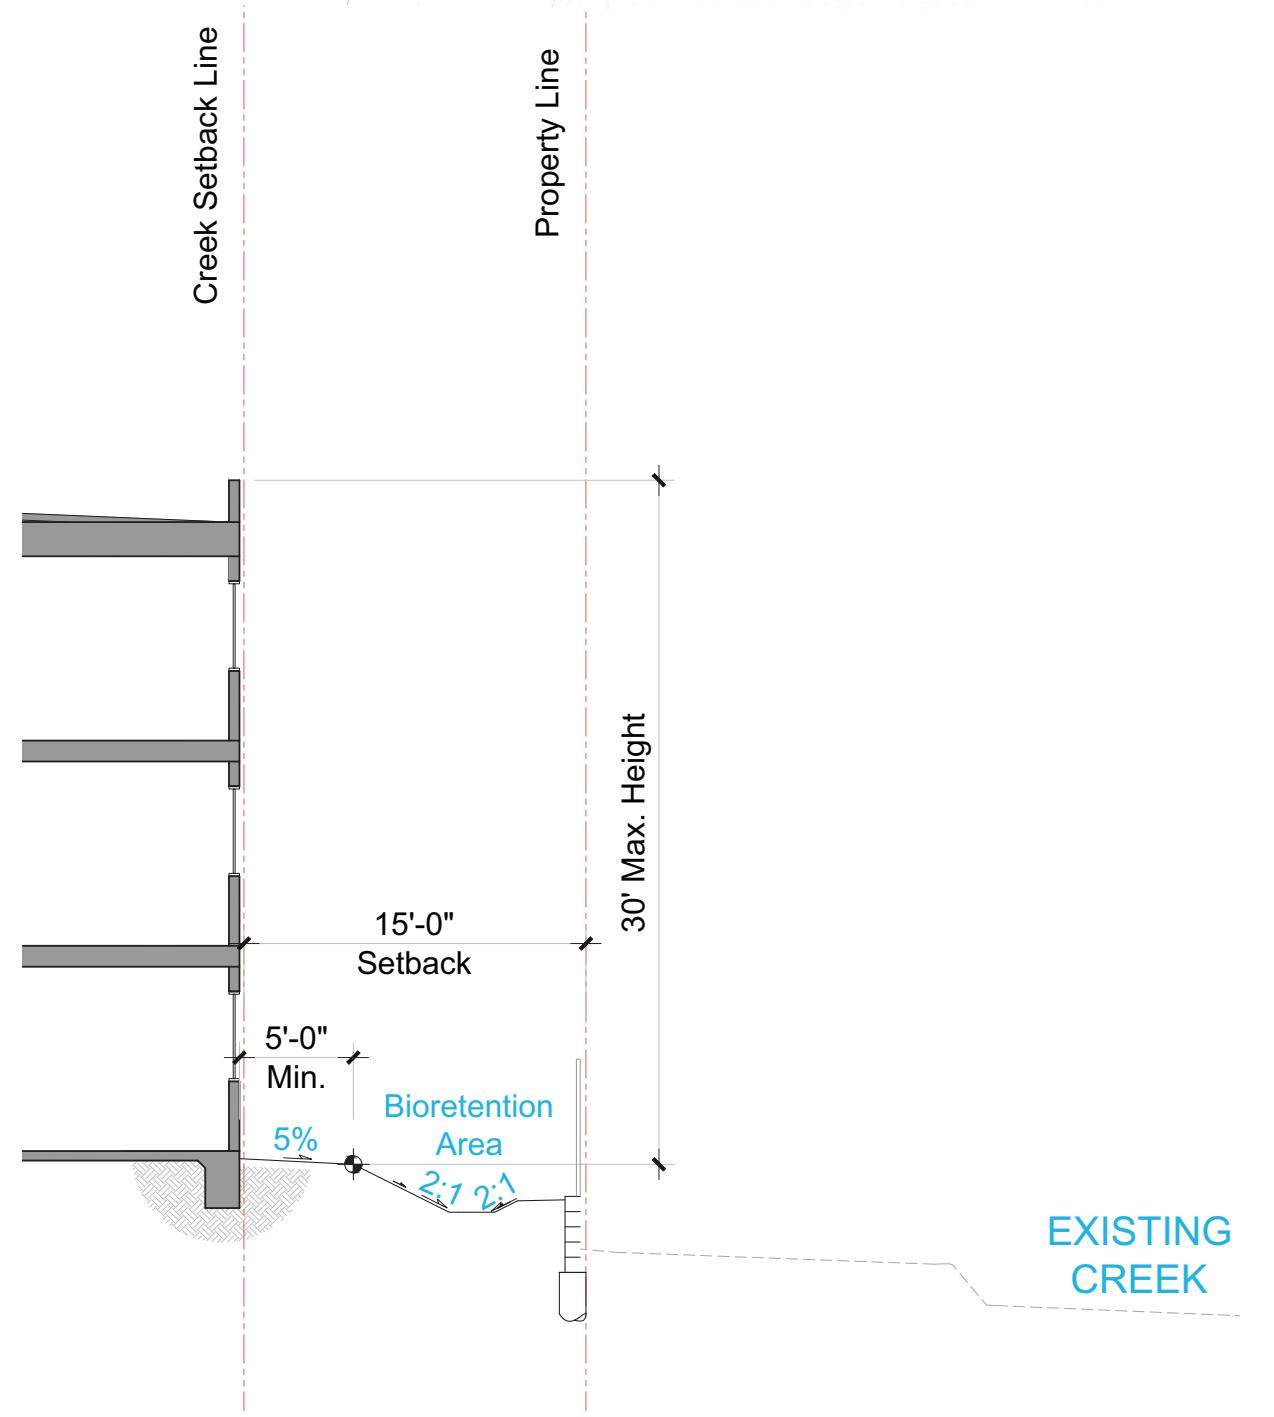 Creek Setback Line
Property Line
30' Max. Height
15'-0"
Setback
5'-0"
Min.
Bioretention
Area
5%
2:1
2:1
EXISTING
CREEK